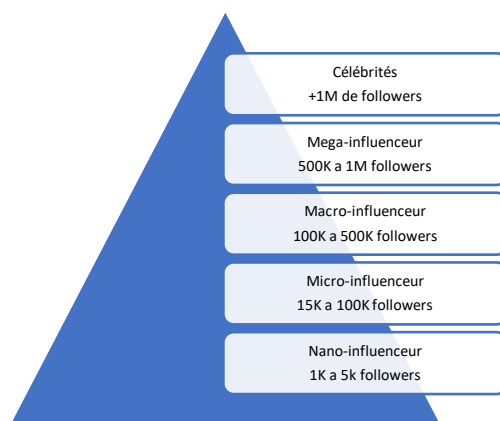 Célébrités
+1M de followers
Mega-influenceur
500K a 1M followers
Macro-influenceur
100K a 500K followers
Micro-influenceur
15K a 100K followers
Nano-influenceur
1K a 5k followers